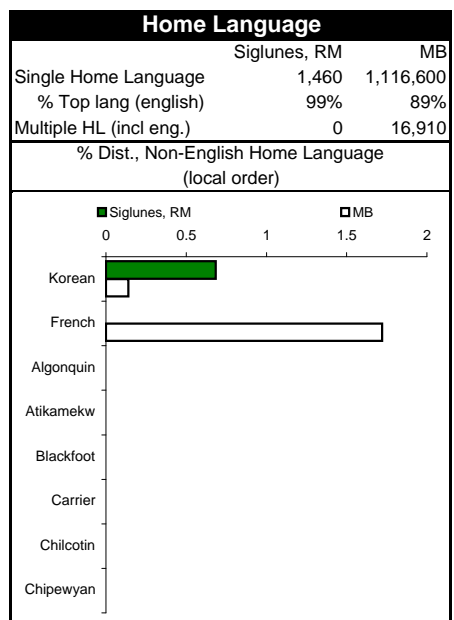 Home Language
Siglunes, RM MB
Single Home Language 1,460 1,116,600
% Top lang (english) 99% 89%
Multiple HL (incl eng.) 0 16,910
% Dist., Non-English Home Language
(local order)
Siglunes, RM MB
0 0.5 1 1.5 2
Korean
French
Algonquin
Atikamekw
Blackfoot
Carrier
Chilcotin
Chipewyan